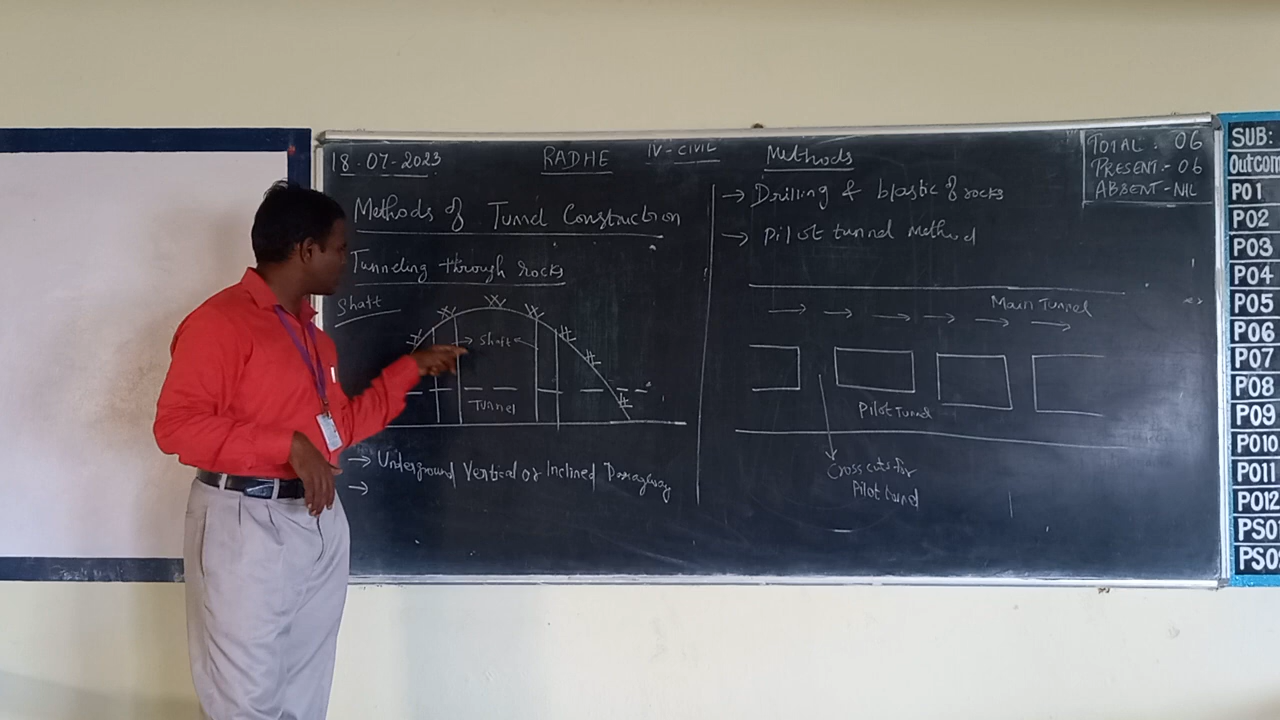 18.07-2023
RADHE
IV-CIVIL
Methods of Tunnel Construction
Tunneling through rocks
Shaft
Shaft
Tunnel
→ Underground Vertical or Inclined Passageway
→
Methods
→ Drilling & blastic of rocks
→ Pilot tunnel Method
Main Tunnel
Pilot Tunnel
Cross cuts for
Pilot tunnel
TOTAL - 06
PRESENT - 06
ABSENT - NIL
SUB:
Outcom
PO1
PO2
PO3
PO4
PO5
PO6
PO7
PO8
PO9
PO10
PO11
PO12
PSO
PSO